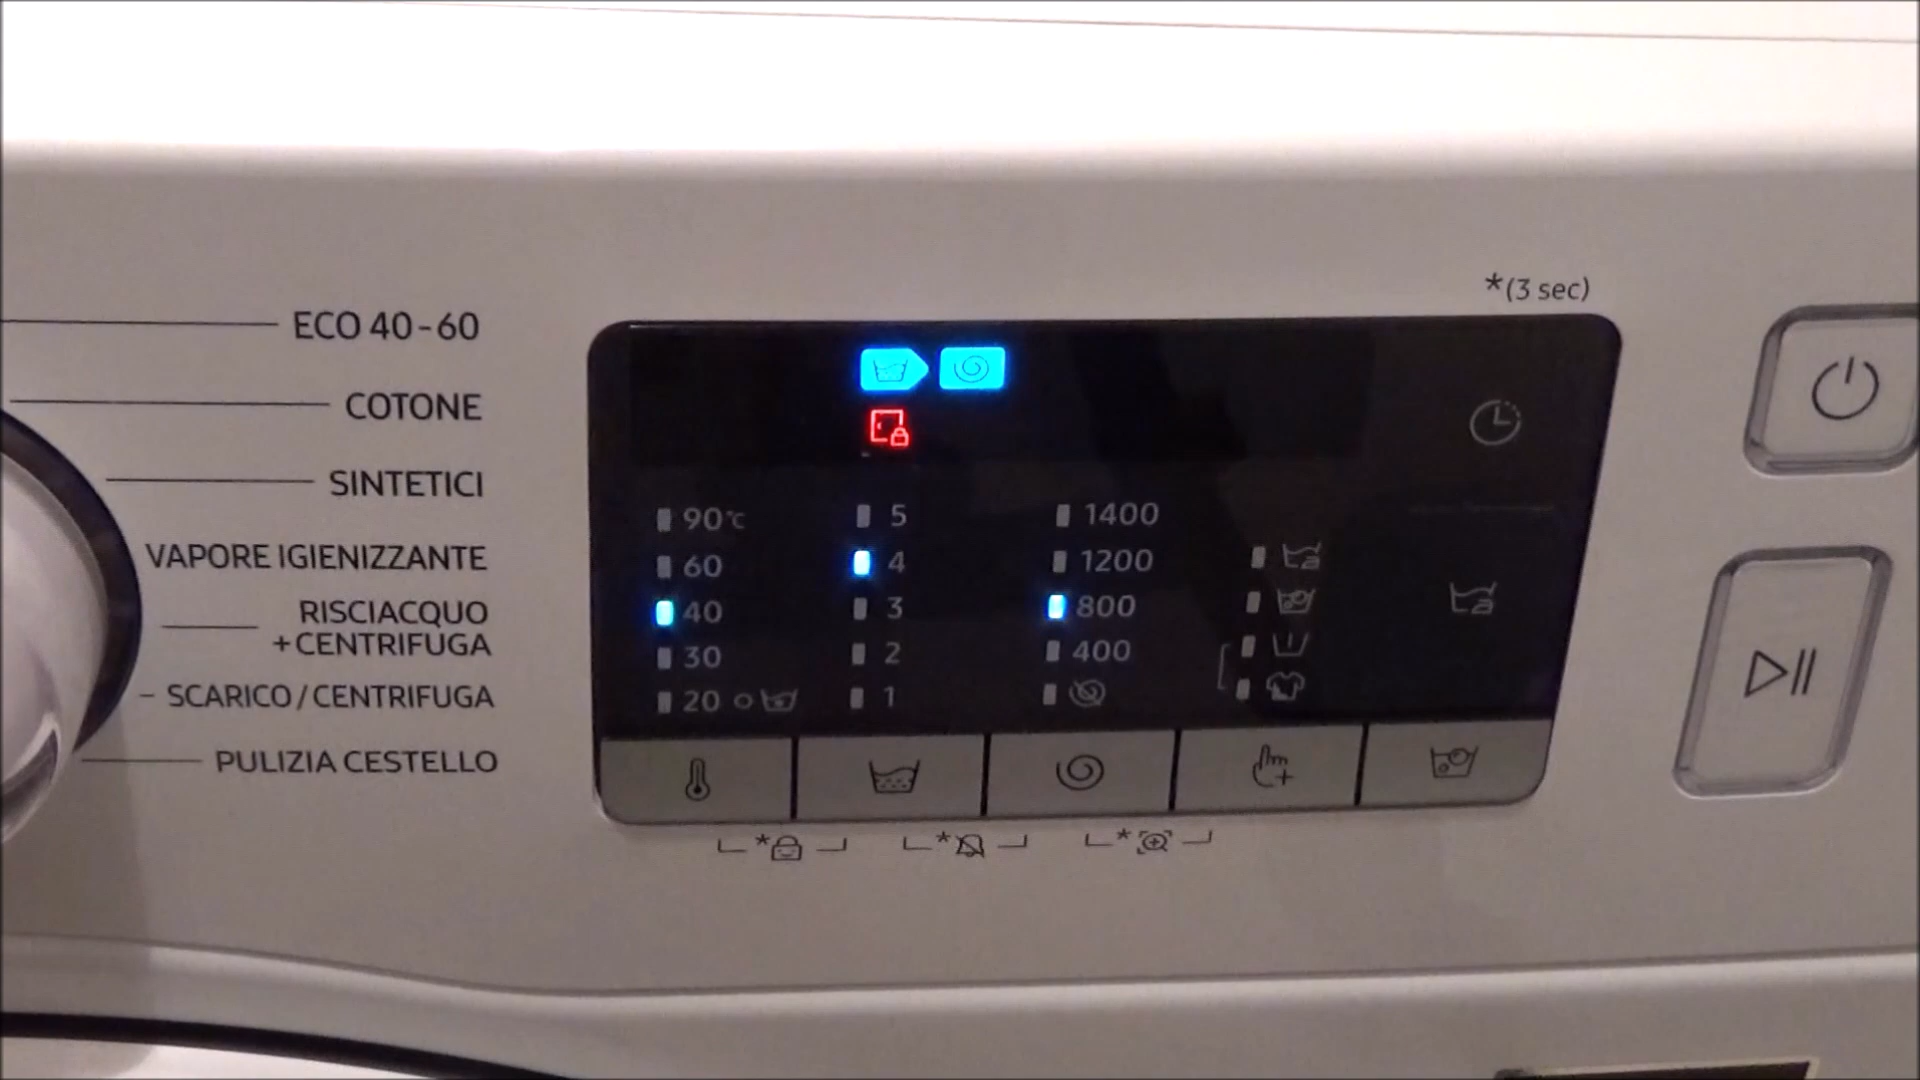 *(3 sec)
ECO 40-60
COTONE
SINTETICI
VAPORE IGIENIZZANTE
RISCIACQUO
+CENTRIFUGA
- SCARICO/CENTRIFUGA
PULIZIA CESTELLO
90°C 5 1400
60 4 1200
40 3 800
30 2 400
20 1